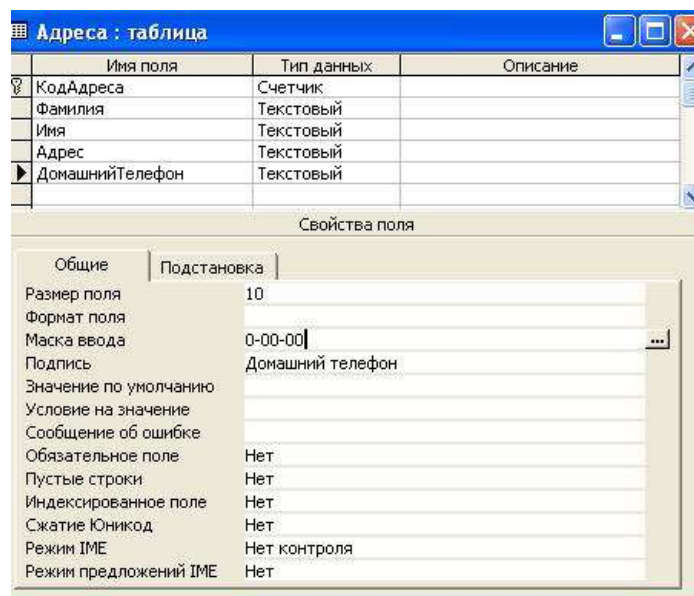 Адреса : таблица
Имя поля Тип данных Описание
КодАдреса Счетчик
Фамилия Текстовый
Имя Текстовый
Адрес Текстовый
ДомашнийТелефон Текстовый
Свойства поля
Общие Подстановка
Размер поля 10
Формат поля
Маска ввода 0-00-00 ...
Подпись Домашний телефон
Значение по умолчанию
Условие на значение
Сообщение об ошибке
Обязательное поле Нет
Пустые строки Нет
Индексированное поле Нет
Сжатие Юникод Нет
Режим IME Нет контроля
Режим предложений IME Нет